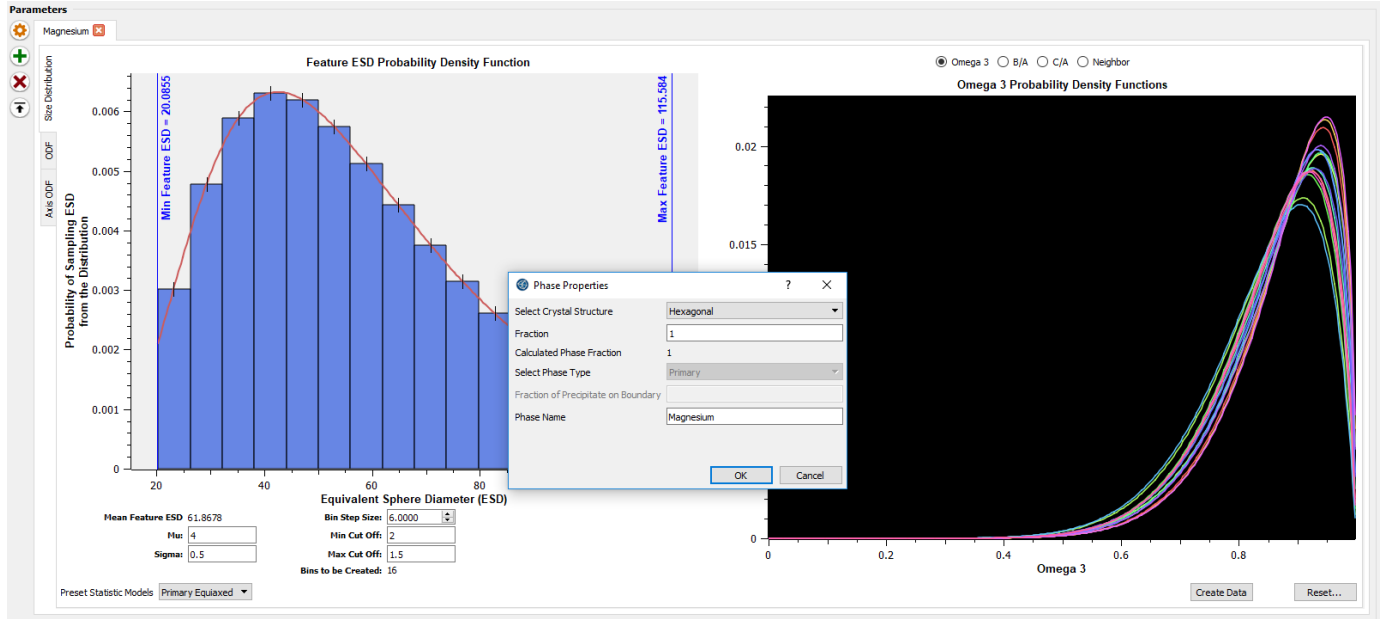 Parameters
Magnesium
Size Distribution
ODF
Axis ODF
Feature ESD Probability Density Function
Probability of Sampling ESD
from the Distribution
0.006
0.005
0.004
0.003
0.002
0.001
0
Min Feature ESD = 20.0855
Max Feature ESD = 115.584
20
40
60
80
Equivalent Sphere Diameter (ESD)
Mean Feature ESD 61.8678
Bin Step Size: 6.0000
Mu: 4
Min Cut Off: 2
Sigma: 0.5
Max Cut Off: 1.5
Bins to be Created: 16
Preset Statistic Models Primary Equiaxed
Phase Properties ?
Select Crystal Structure Hexagonal
Fraction 1
Calculated Phase Fraction 1
Select Phase Type Primary
Fraction of Precipitate on Boundary
Phase Name Magnesium
OK Cancel
Omega 3 B/A C/A Neighbor
Omega 3 Probability Density Functions
0.02
0.015
0
0
0.2
0.4
0.6
0.8
Omega 3
Create Data Reset...